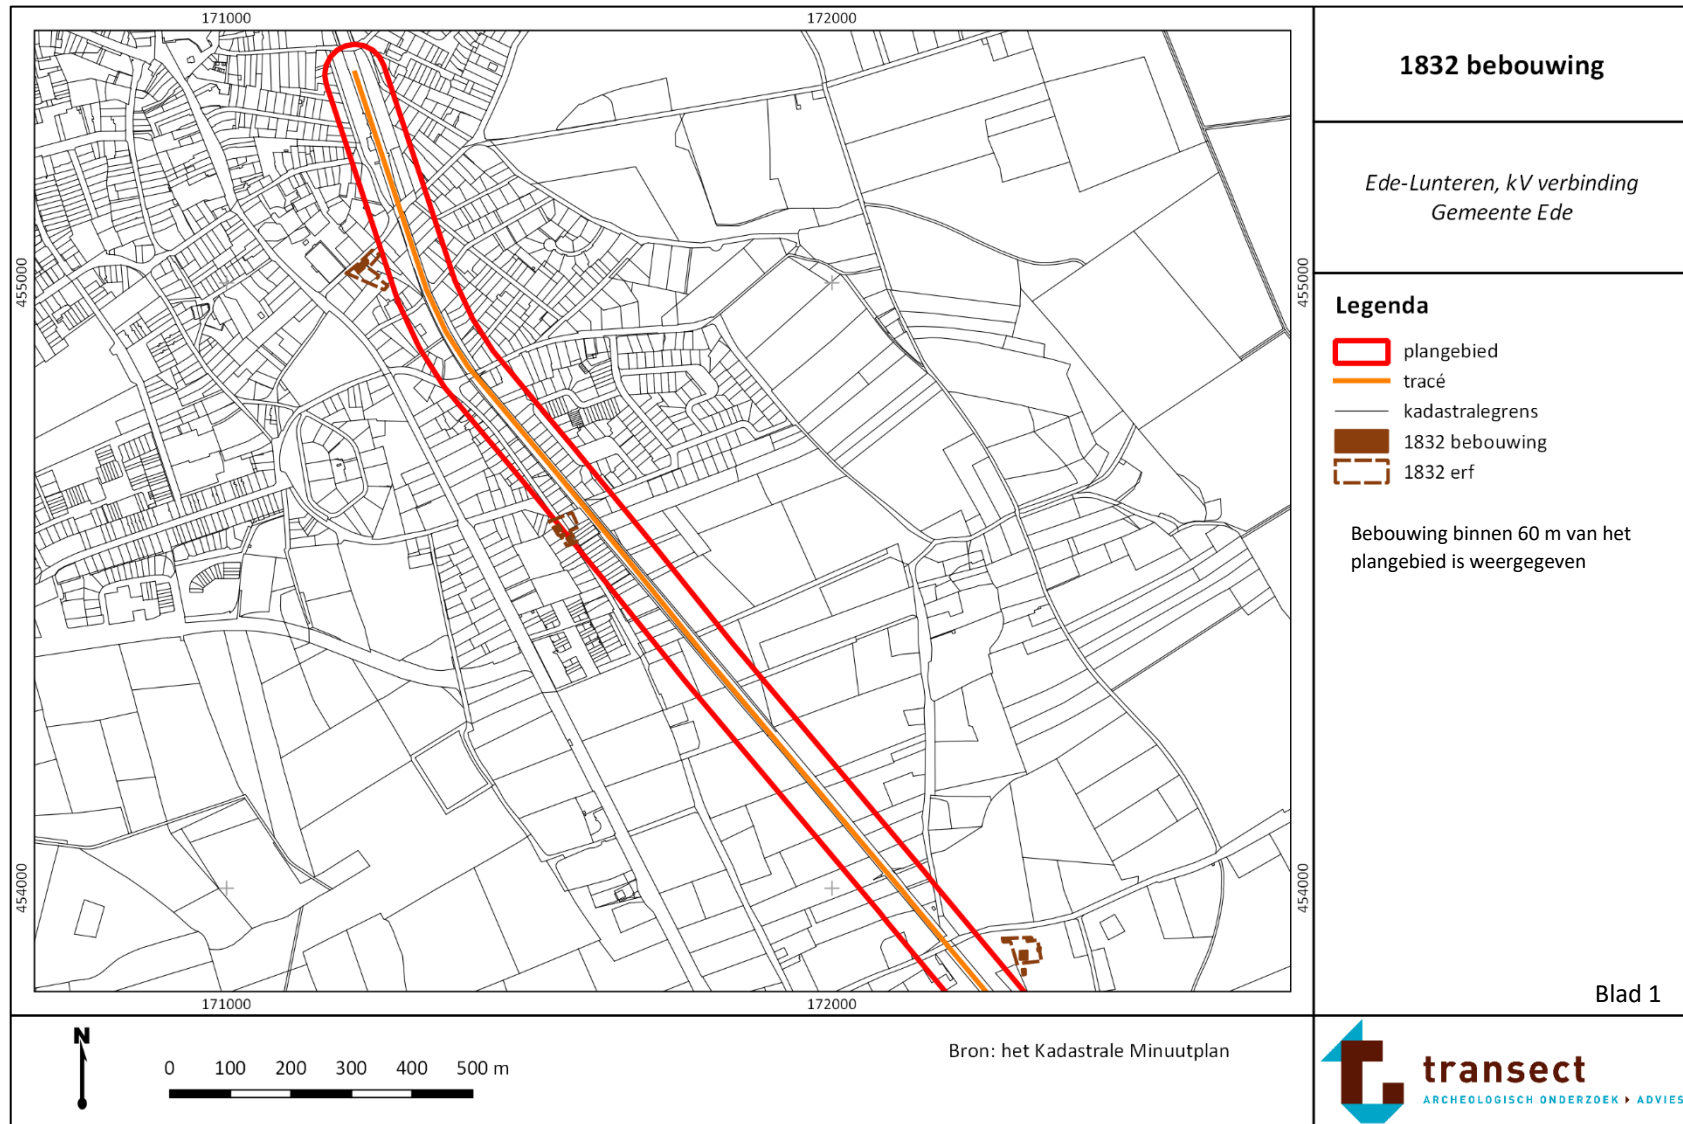 171000
172000
455000
455000
454000
454000
171000
172000
1832 bebouwing
Ede-Lunteren, kV verbinding
Gemeente Ede
Legenda
plangebied
tracé
kadastralegrens
1832 bebouwing
1832 erf
Bebouwing binnen 60 m van het
plangebied is weergegeven
Blad 1
N
0 100 200 300 400 500 m
Bron: het Kadastrale Minuutplan
transect
ARCHEOLOGISCH ONDERZOEK ▸ ADVIES